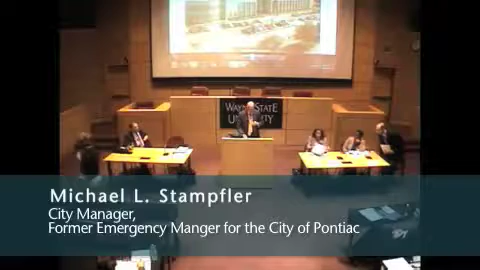 WAYNE STATE
UNIVERSITY
Michael L. Stampfler
City Manager,
Former Emergency Manger for the City of Pontiac